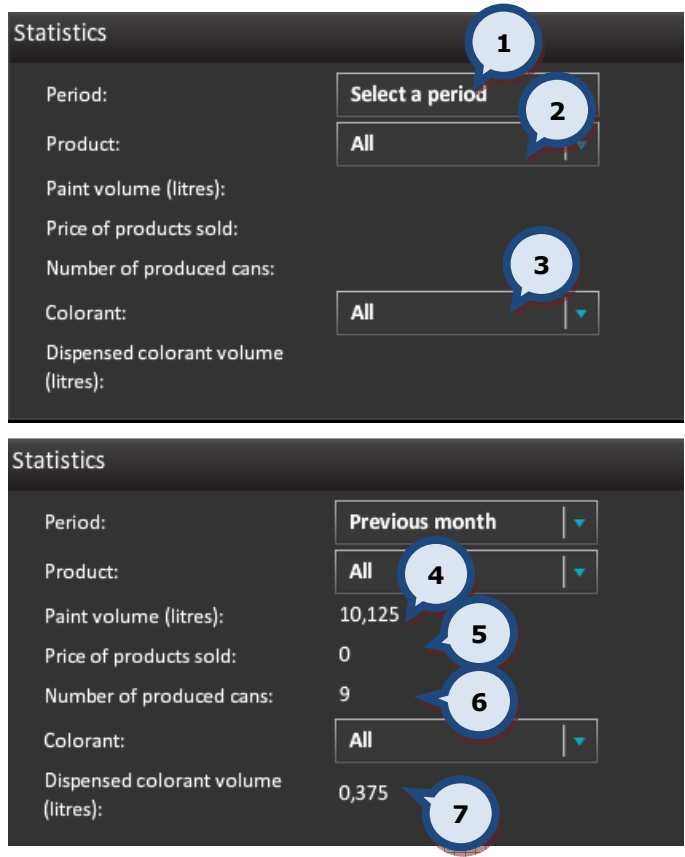 Statistics
1
Period:
Select a period
2
Product:
All
Paint volume (litres):
Price of products sold:
Number of produced cans:
3
Colorant:
All
Dispensed colorant volume
(litres):
Statistics
Period:
Previous month
Product:
All
4
Paint volume (litres):
10,125
5
Price of products sold:
0
Number of produced cans:
9
6
Colorant:
All
Dispensed colorant volume
(litres):
0,375
7